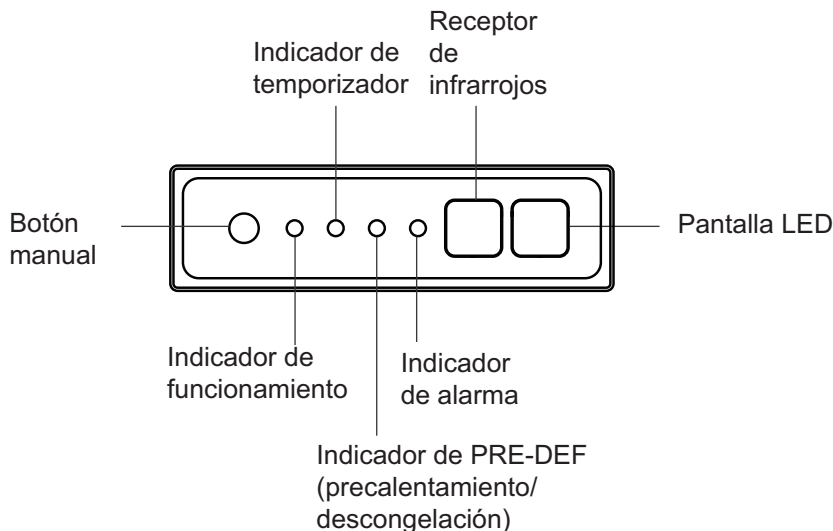 Indicador de
temporizador
Receptor
de
infrarrojos
Botón
manual
Pantalla LED
Indicador de
funcionamiento
Indicador
de alarma
Indicador de PRE-DEF
(precalentamiento/
descongelación)